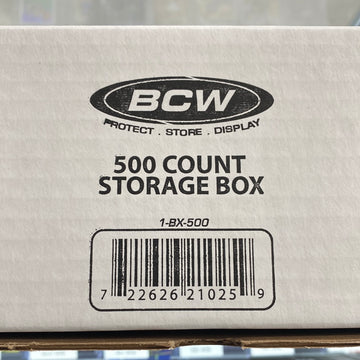 BCW
PROTECT . STORE . DISPLAY
500 COUNT
STORAGE BOX
1-BX-500
7 22626 21025 9